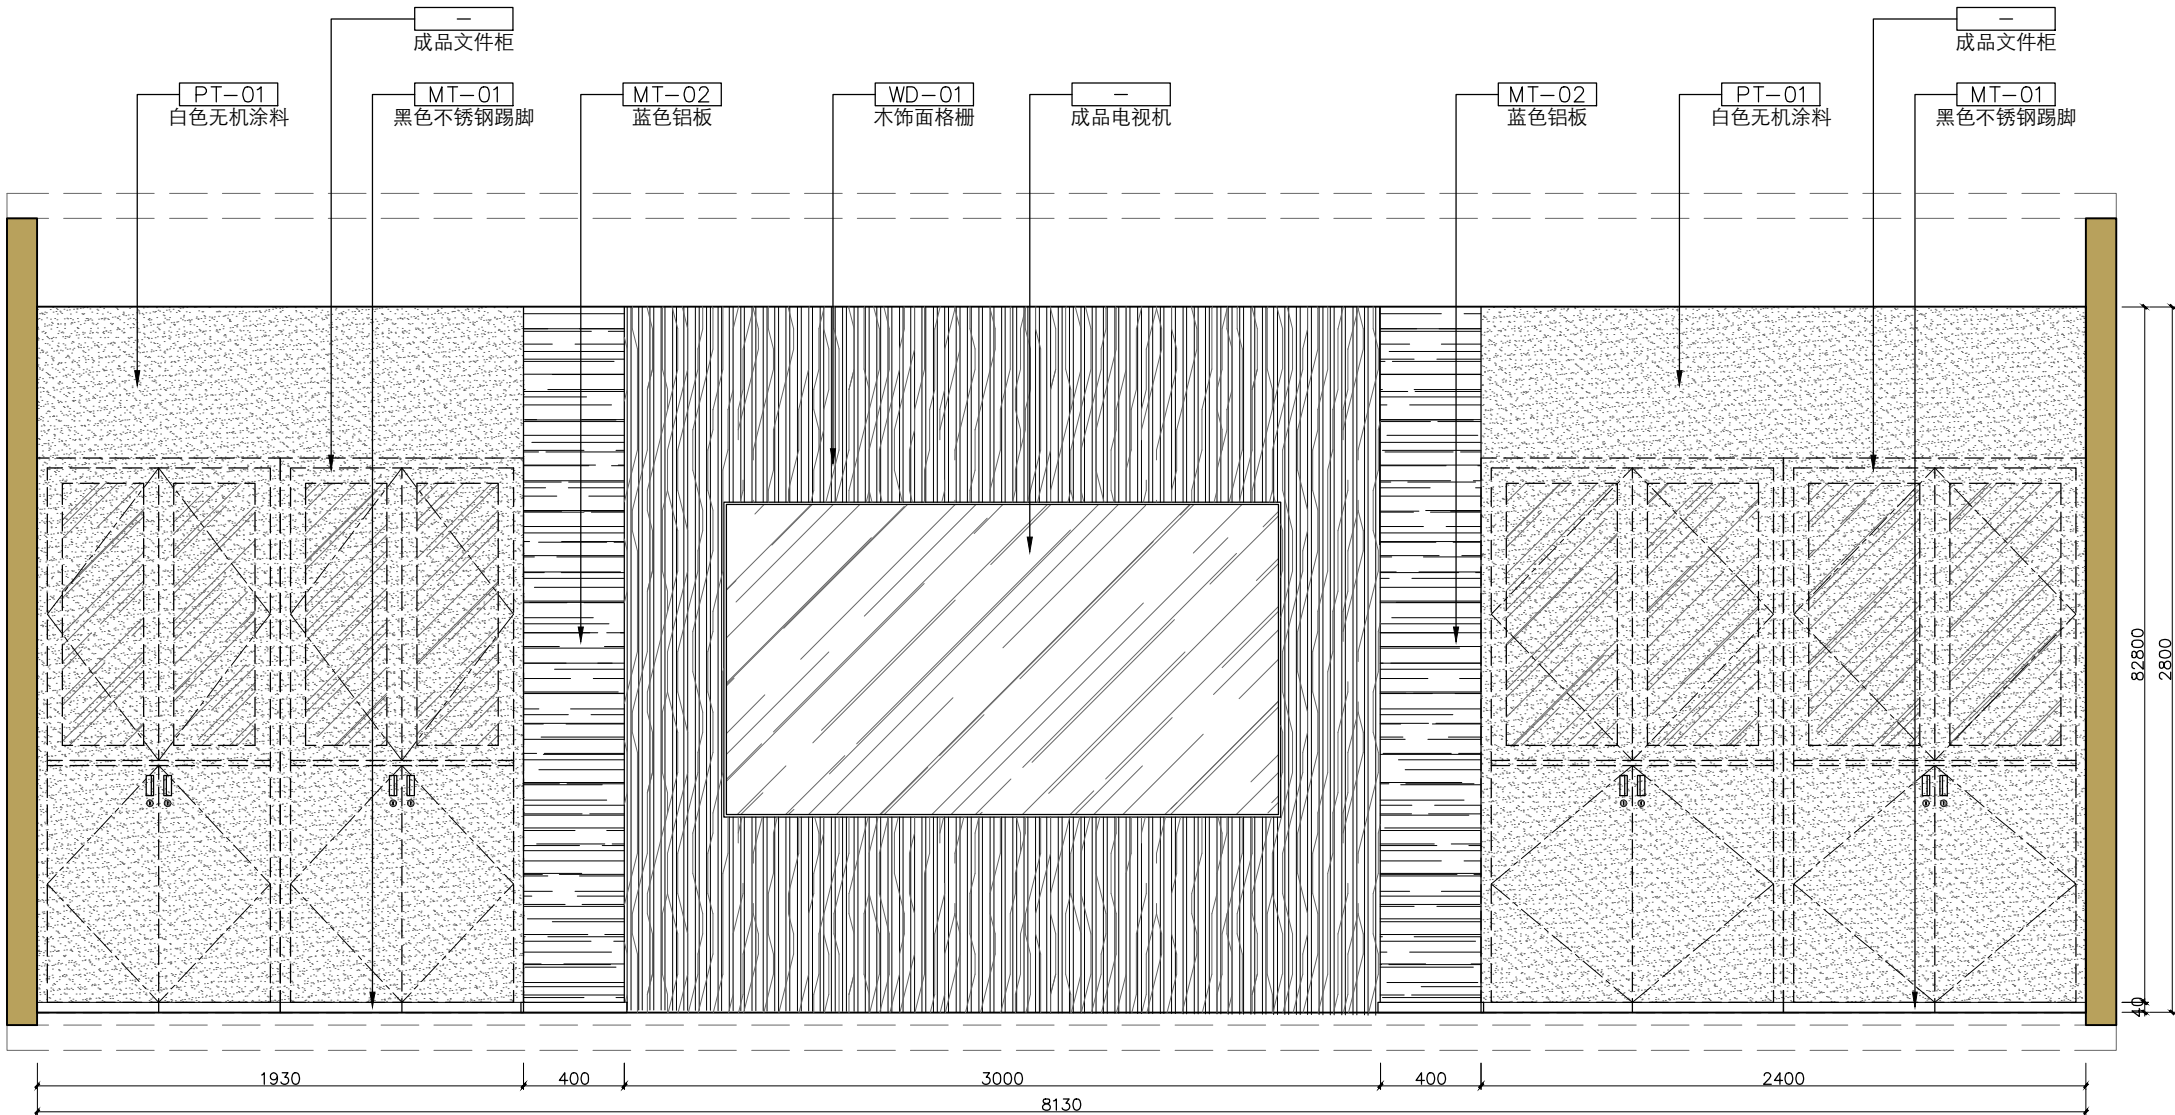 —
成品文件柜
—
成品文件柜
PT-01
白色无机涂料
MT-01
黑色不锈钢踢脚
MT-02
蓝色铝板
WD-01
木饰面格栅
—
成品电视机
MT-02
蓝色铝板
PT-01
白色无机涂料
MT-01
黑色不锈钢踢脚
82800
2800
40
1930
400
3000
400
2400
8130